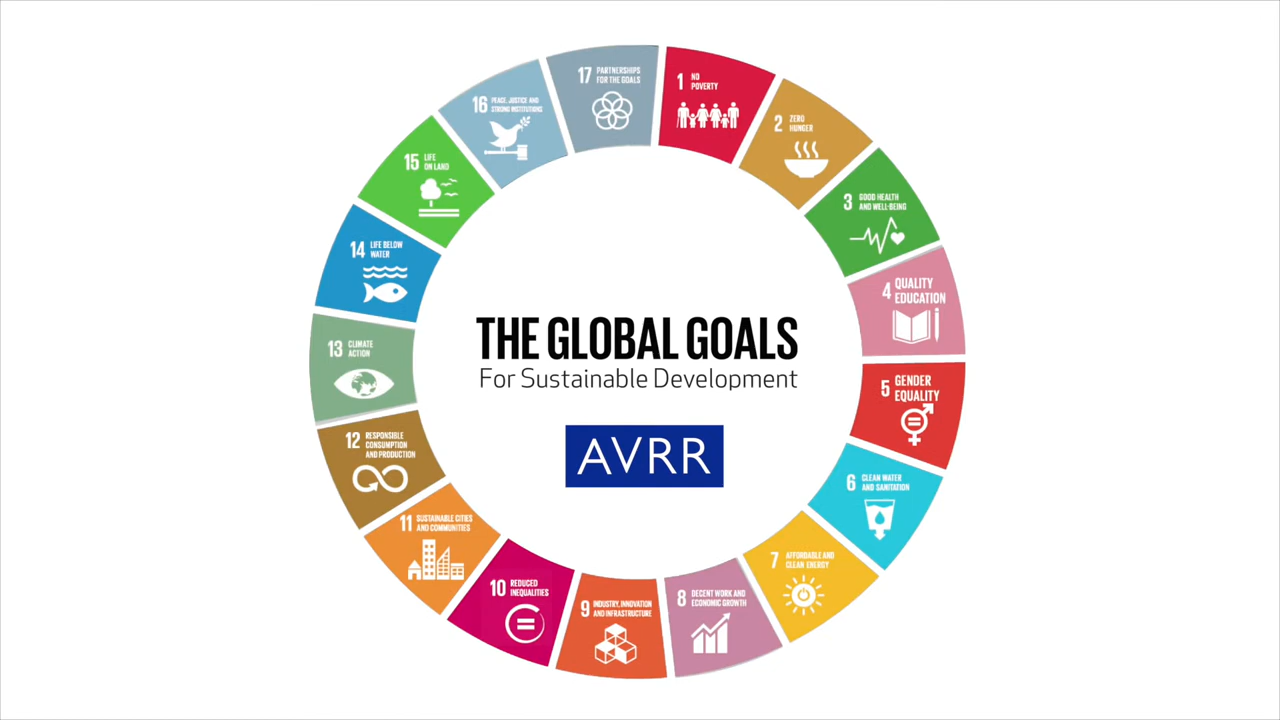 1 NO
POVERTY
2 ZERO
HUNGER
3 GOOD HEALTH
AND WELL-BEING
4 QUALITY
EDUCATION
5 GENDER
EQUALITY
6 CLEAN WATER
AND SANITATION
7 AFFORDABLE AND
CLEAN ENERGY
8 DECENT WORK AND
ECONOMIC GROWTH
9 INDUSTRY, INNOVATION
AND INFRASTRUCTURE
10 REDUCED
INEQUALITIES
11 SUSTAINABLE CITIES
AND COMMUNITIES
12 RESPONSIBLE
CONSUMPTION
AND PRODUCTION
13 CLIMATE
ACTION
14 LIFE BELOW
WATER
15 LIFE
ON LAND
16 PEACE, JUSTICE AND
STRONG INSTITUTIONS
17 PARTNERSHIPS
FOR THE GOALS
THE GLOBAL GOALS
For Sustainable Development
AVRR